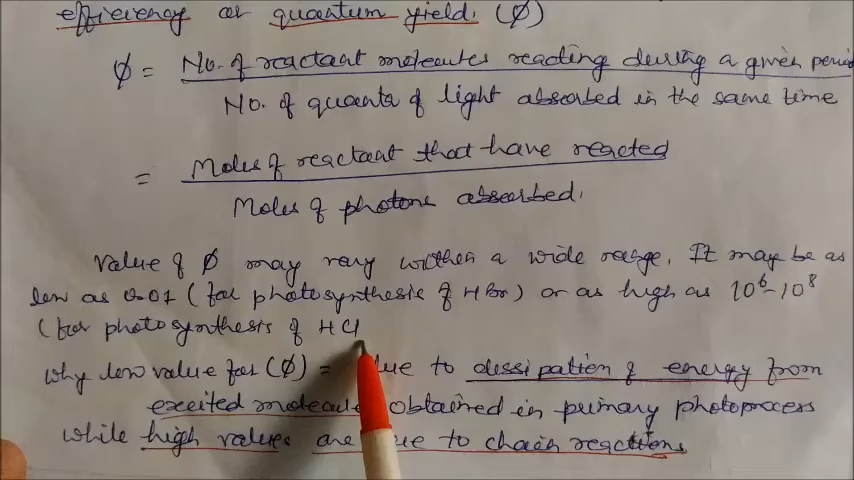 efficiency or quantum yield. (Φ)
Φ = No. of reactant molecules reacting during a given period
No. of quanta of light absorbed in the same time
= Moles of reactant that have reacted
Moles of photons absorbed.
Value of Φ may vary within a wide range. It may be as
low as 0.01 (for photosynthesis of HBr) or as high as 10⁶-10⁸
(for photosynthesis of HCl
Why low value for (Φ) = due to dissipation of energy from
excited molecule obtained in primary photoprocess
while high values are due to chain reactions